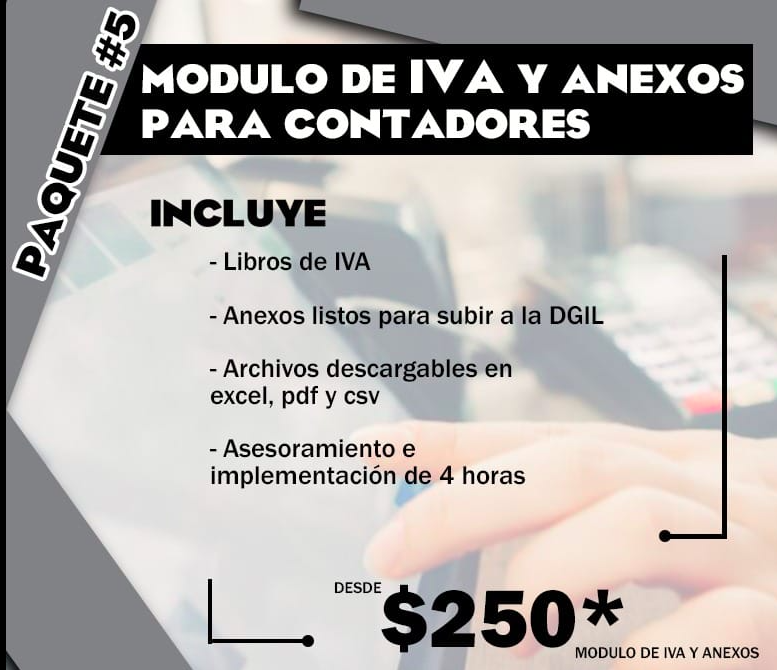 PAQUETE #5
MODULO DE IVA Y ANEXOS
PARA CONTADORES
INCLUYE
- Libros de IVA
- Anexos listos para subir a la DGIL
- Archivos descargables en
excel, pdf y csv
- Asesoramiento e
implementación de 4 horas
DESDE
$250*
MODULO DE IVA Y ANEXOS